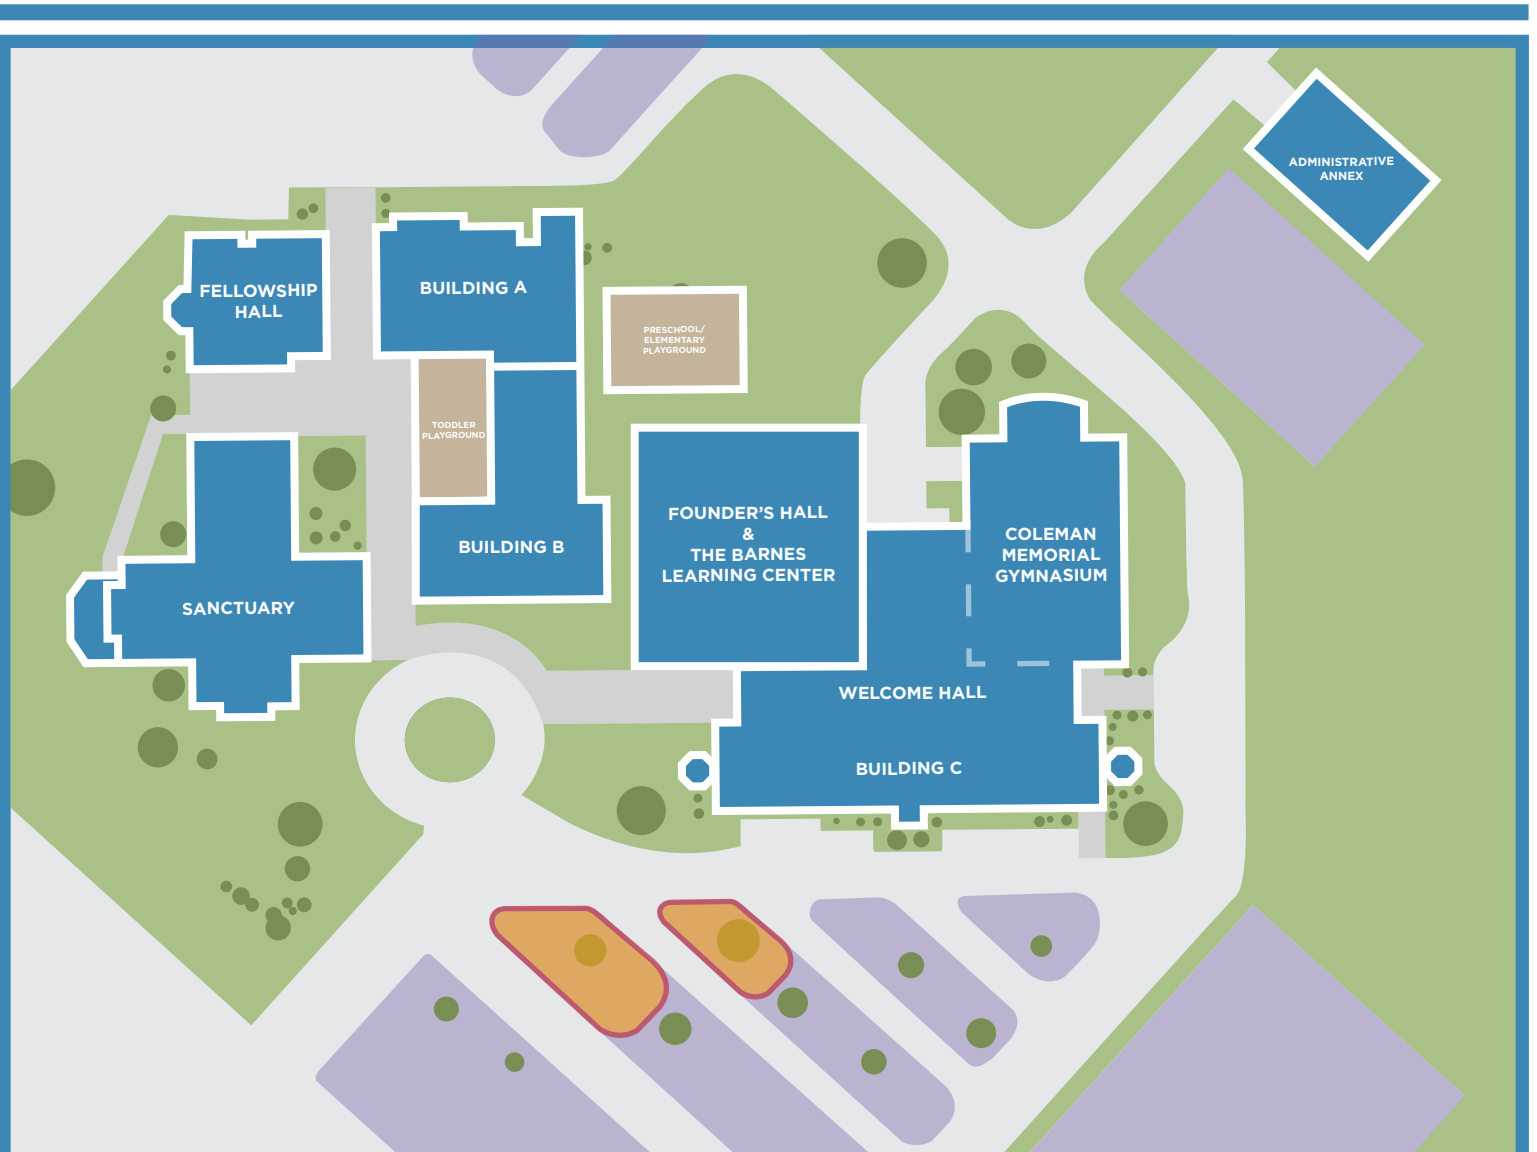 ADMINISTRATIVE
ANNEX
FELLOWSHIP
HALL
BUILDING A
PRESCHOOL/
ELEMENTARY
PLAYGROUND
TODDLER
PLAYGROUND
FOUNDER'S HALL
&
THE BARNES
LEARNING CENTER
COLEMAN
MEMORIAL
GYMNASIUM
BUILDING B
SANCTUARY
WELCOME HALL
BUILDING C